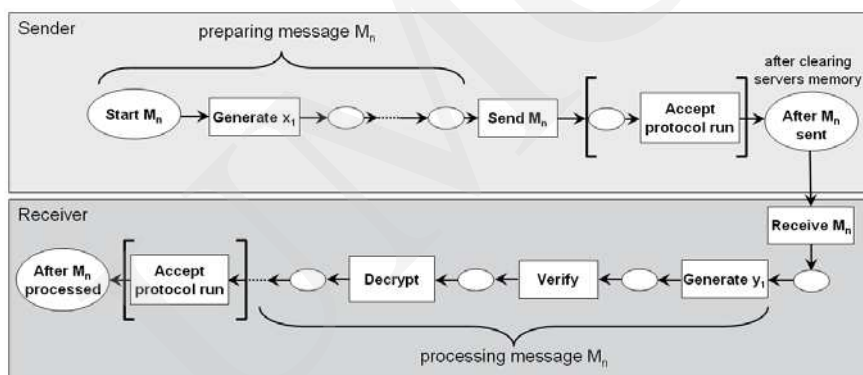 Sender
preparing message Mn
after clearing
servers memory
Start Mn
Generate x1
Send Mn
Accept
protocol run
After Mn
sent
Receiver
Receive Mn
After Mn
processed
Accept
protocol run
Decrypt
Verify
Generate y1
processing message Mn